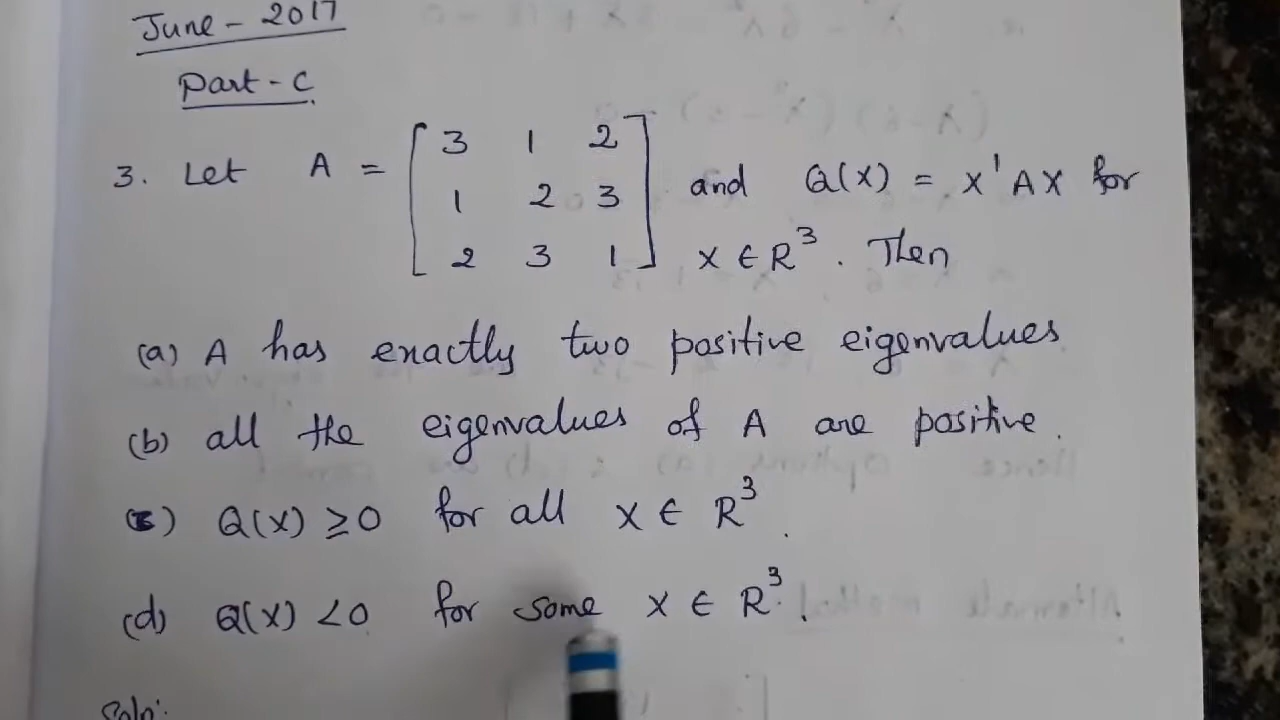 June - 2017
Part - C
3. Let A = [ 3 1 2
1 2 3
2 3 1 ] and Q(X) = X' A X for
X ∈ R³. Then
(a) A has exactly two positive eigenvalues
(b) all the eigenvalues of A are positive.
(c) Q(X) ≥ 0 for all X ∈ R³.
(d) Q(X) < 0 for some X ∈ R³.
Soln: